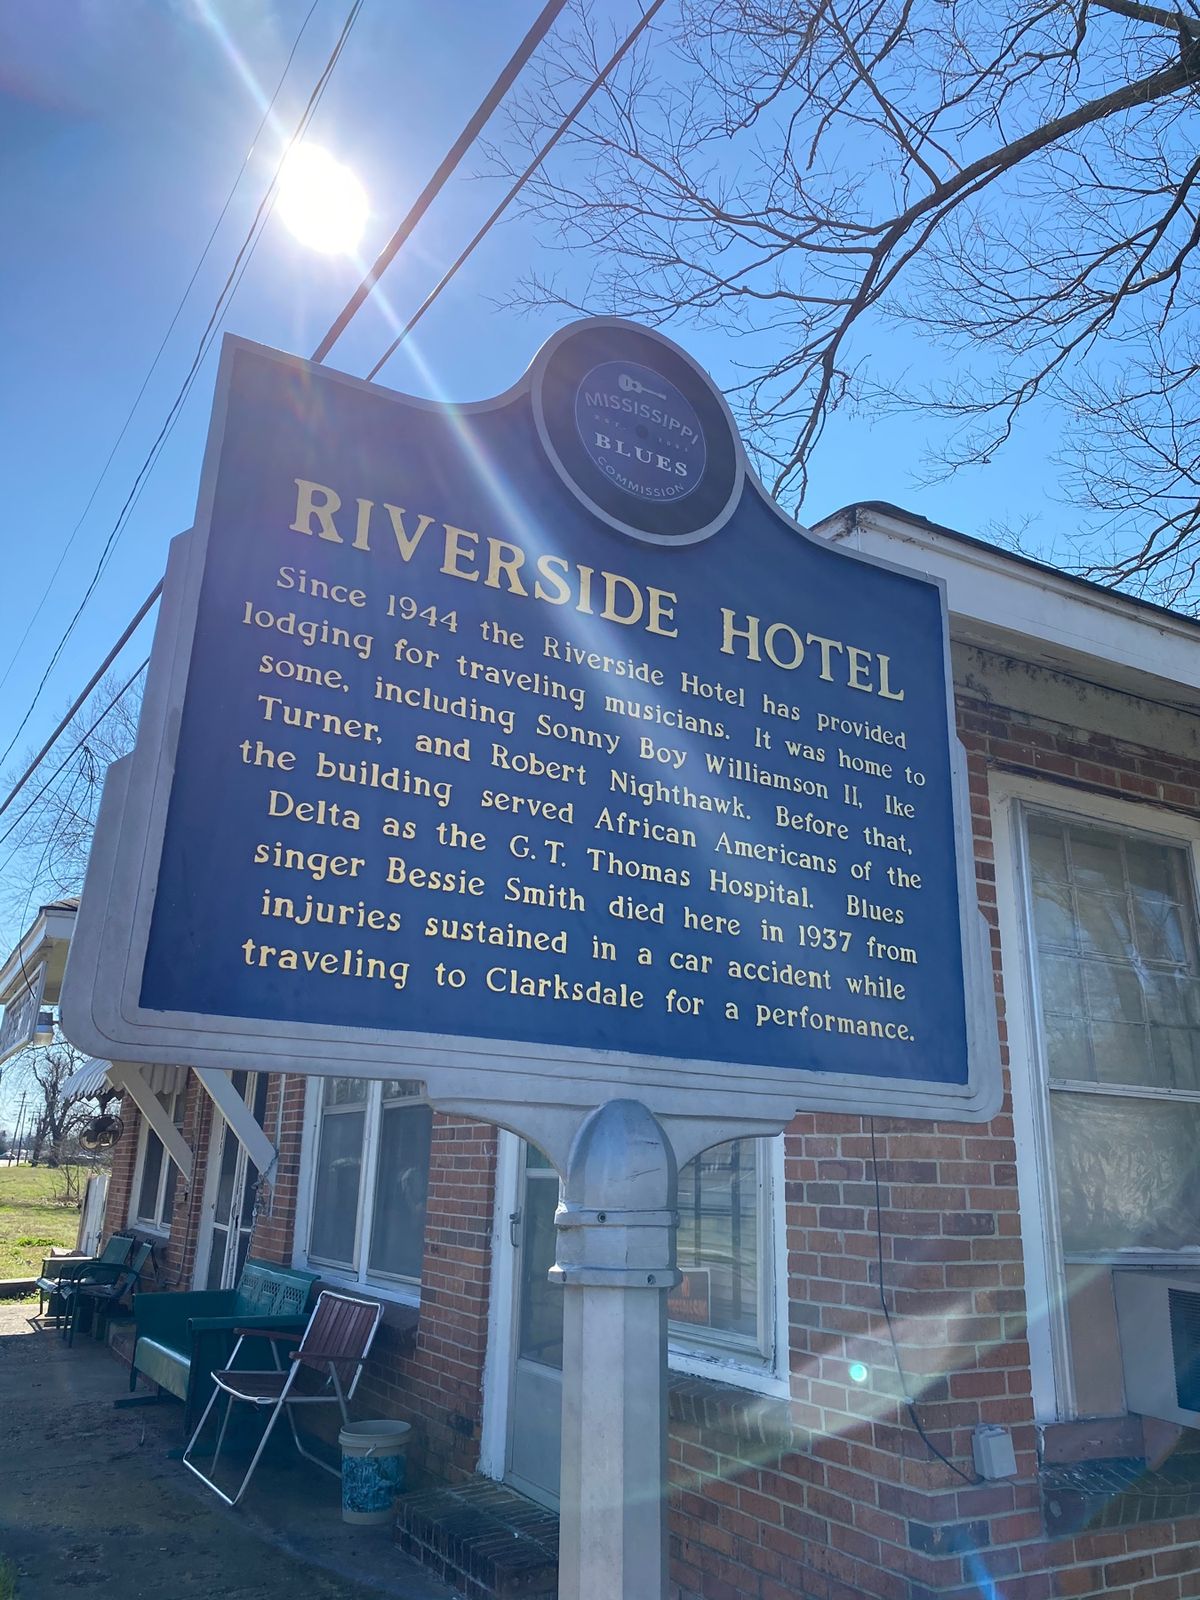 MISSISSIPPI
BLUES
COMMISSION
RIVERSIDE HOTEL
Since 1944 the Riverside Hotel has provided
lodging for traveling musicians. It was home to
some, including Sonny Boy Williamson II, Ike
Turner, and Robert Nighthawk. Before that,
the building served African Americans of the
Delta as the G.T. Thomas Hospital. Blues
singer Bessie Smith died here in 1937 from
injuries sustained in a car accident while
traveling to Clarksdale for a performance.